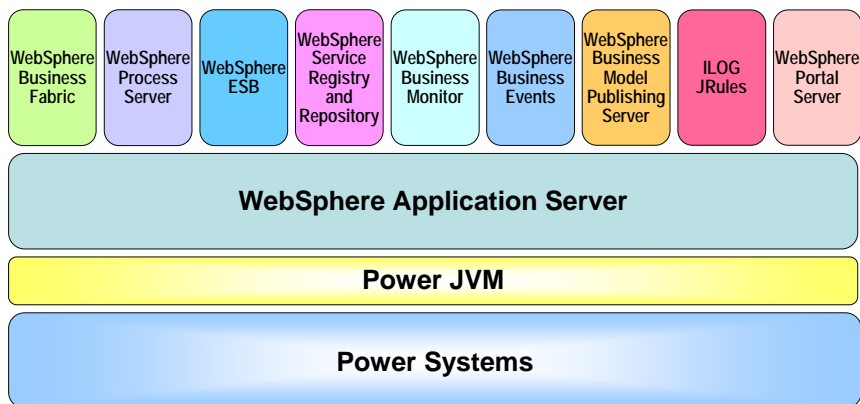 WebSphere
Business
Fabric
WebSphere
Process
Server
WebSphere
ESB
WebSphere
Service
Registry
and
Repository
WebSphere
Business
Monitor
WebSphere
Business
Events
WebSphere
Business
Model
Publishing
Server
ILOG
JRules
WebSphere
Portal
Server
WebSphere Application Server
Power JVM
Power Systems